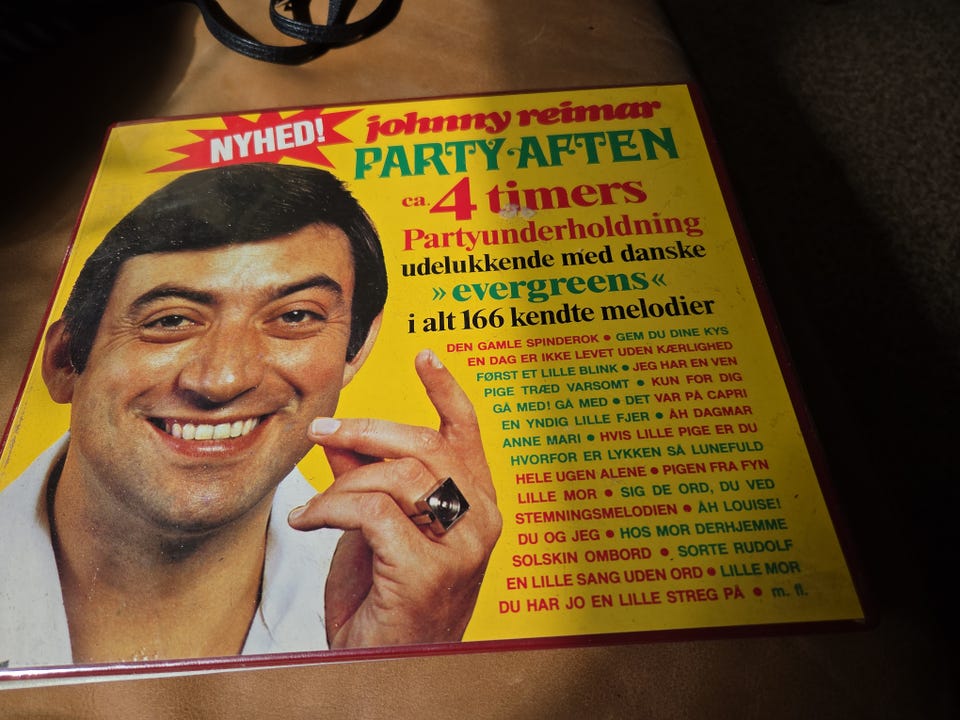 NYHED!
johnny reimar
PARTY-AFTEN
ca. 4 timers
Partyunderholdning
udelukkende med danske
»evergreens«
i alt 166 kendte melodier
DEN GAMLE SPINDEROK • GEM DU DINE KYS
EN DAG ER IKKE LEVET UDEN KÆRLIGHED
FØRST ET LILLE BLINK • JEG HAR EN VEN
PIGE TRÆD VARSOMT • KUN FOR DIG
GÅ MED! GÅ MED • DET VAR PÅ CAPRI
EN YNDIG LILLE FJER • ÅH DAGMAR
ANNE MARI • HVIS LILLE PIGE ER DU
HVORFOR ER LYKKEN SÅ LUNEFULD
HELE UGEN ALENE • PIGEN FRA FYN
LILLE MOR • SIG DE ORD, DU VED
STEMNINGSMELODIEN • ÅH LOUISE!
DU OG JEG • HOS MOR DERHJEMME
SOLSKIN OMBORD • SORTE RUDOLF
EN LILLE SANG UDEN ORD • LILLE MOR
DU HAR JO EN LILLE STREG PÅ • m. fl.